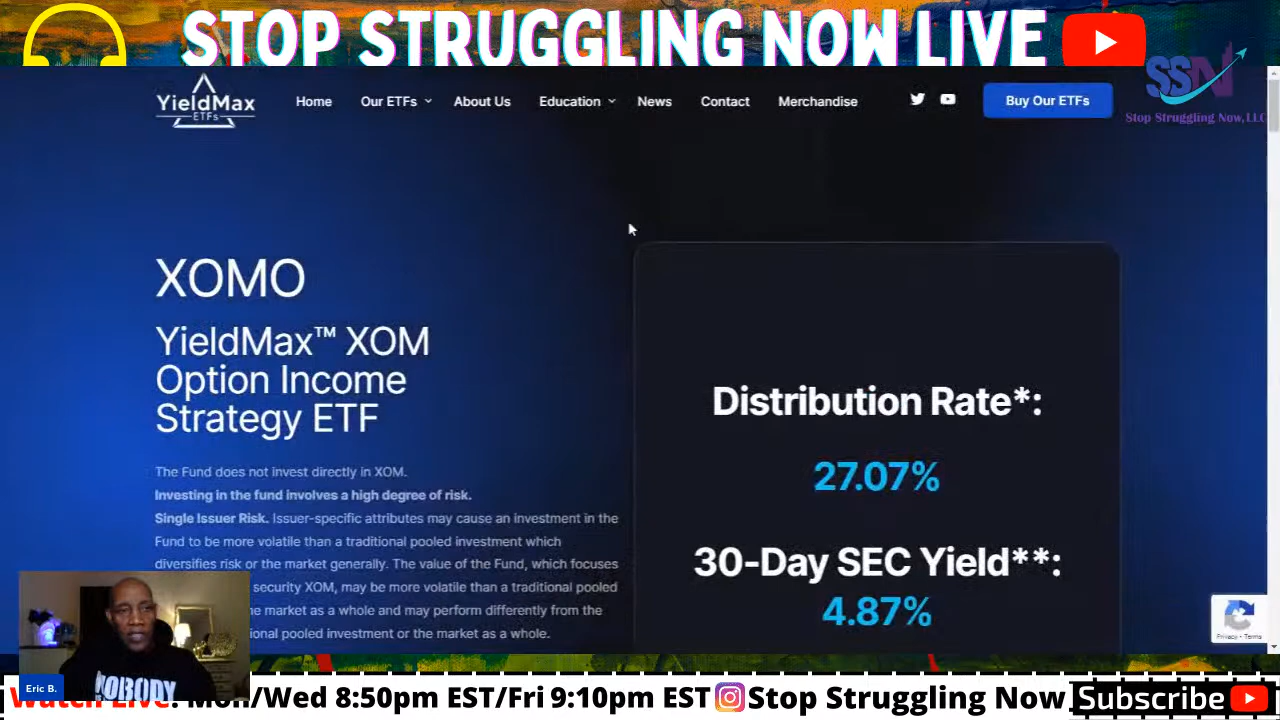 STOP STRUGGLING NOW LIVE
SSN
Stop Struggling Now, LLC
YieldMax
ETFs
Home
Our ETFs
About Us
Education
News
Contact
Merchandise
Buy Our ETFs
XOMO
YieldMax™ XOM
Option Income
Strategy ETF
The Fund does not invest directly in XOM.
Investing in the fund involves a high degree of risk.
Single Issuer Risk. Issuer-specific attributes may cause an investment in the
Fund to be more volatile than a traditional pooled investment which
diversifies risk or the market generally. The value of the Fund, which focuses
security XOM, may be more volatile than a traditional pooled
market as a whole and may perform differently from the
pooled investment or the market as a whole.
Distribution Rate*:
27.07%
30-Day SEC Yield**:
4.87%
Privacy - Terms
NOBODY
Eric B.
Watch Live: Mon/Wed 8:50pm EST/Fri 9:10pm EST Stop Struggling Now
Subscribe